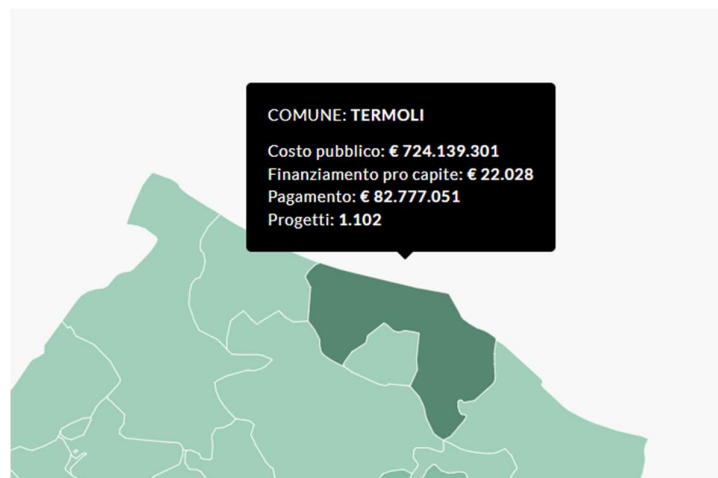 COMUNE: TERMOLI
Costo pubblico: € 724.139.301
Finanziamento pro capite: € 22.028
Pagamento: € 82.777.051
Progetti: 1.102